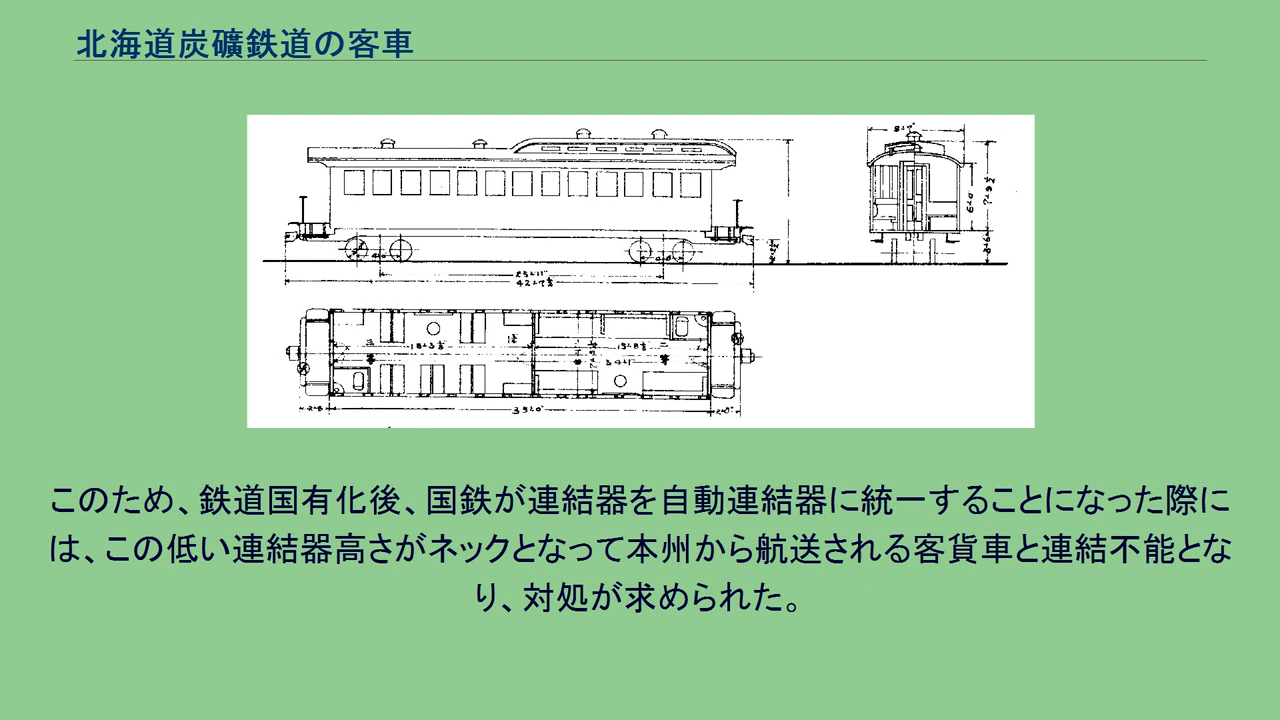 北海道炭礦鉄道の客車
このため、鉄道国有化後、国鉄が連結器を自動連結器に統一することになった際に
は、この低い連結器高さがネックとなって本州から航送される客貨車と連結不能とな
り、対処が求められた。